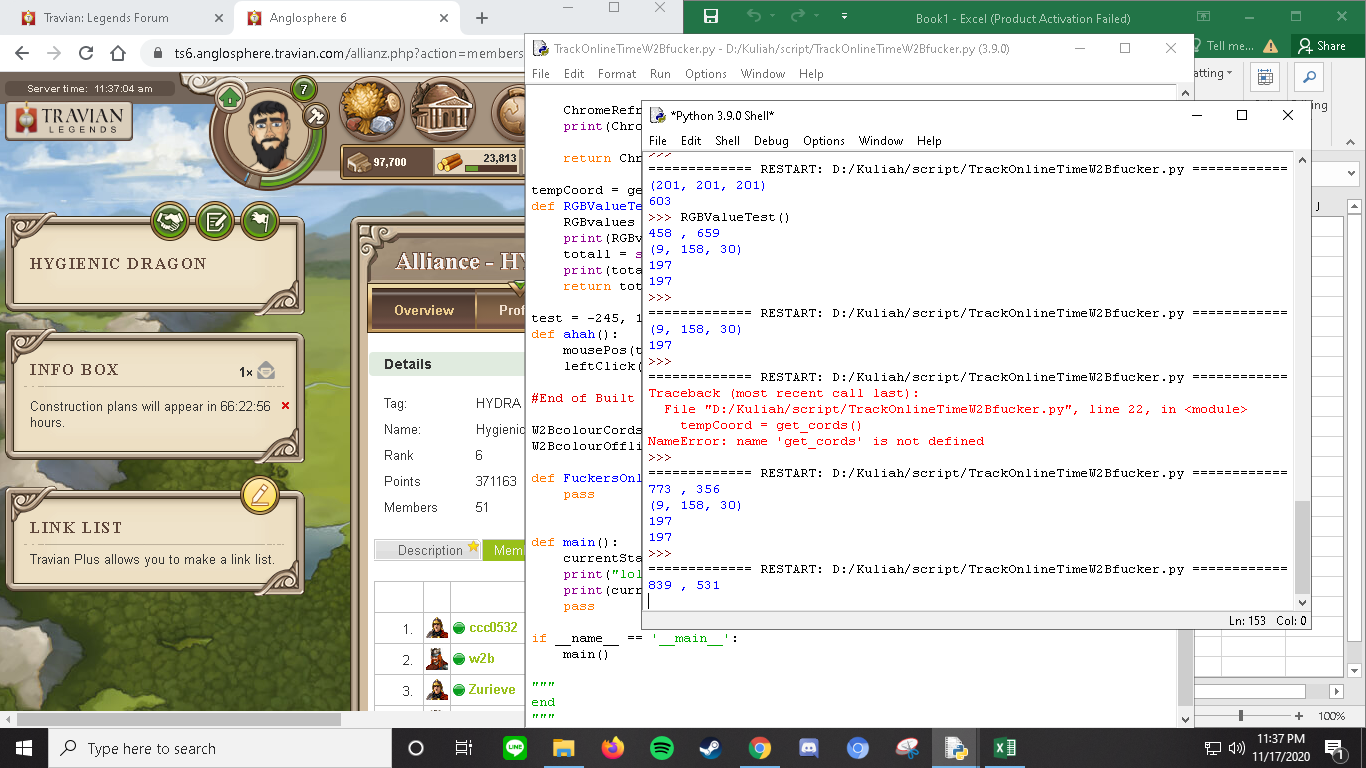 Travian: Legends Forum
Anglosphere 6
ts6.anglosphere.travian.com/allianz.php?action=members
Server time: 11:37:04 am
7
TRAVIAN
LEGENDS
97,700
23,813
HYGIENIC DRAGON
INFO BOX
1×
Construction plans will appear in 66:22:56
hours.
LINK LIST
Travian Plus allows you to make a link list.
Alliance - HY
Overview
Prof
Details
Tag: HYDRA
Name: Hygienic
Rank 6
Points 371163
Members 51
Description
Mem
1. ccc0532
2. w2b
3. Zurieve
Book1 - Excel (Product Activation Failed)
Tell me...
Share
atting
J
100%
TrackOnlineTimeW2Bfucker.py - D:/Kuliah/script/TrackOnlineTimeW2Bfucker.py (3.9.0)
File Edit Format Run Options Window Help
ChromeRefr
print(Chro
return Chr
tempCoord = ge
def RGBValueTe
RGBvalues
print(RGBv
totall = s
print(tota
return tot
test = -245, 1
def ahah():
mousePos(t
leftClick(
#End of Built
W2BcolourCords
W2BcolourOffli
def FuckersOnl
pass
def main():
currentSta
print("lol
print(curr
pass
if __name__ == '__main__':
main()
"""
end
"""
*Python 3.9.0 Shell*
File Edit Shell Debug Options Window Help
>>>
============= RESTART: D:/Kuliah/script/TrackOnlineTimeW2Bfucker.py ============
(201, 201, 201)
603
>>> RGBValueTest()
458 , 659
(9, 158, 30)
197
197
>>>
============= RESTART: D:/Kuliah/script/TrackOnlineTimeW2Bfucker.py ============
(9, 158, 30)
197
>>>
============= RESTART: D:/Kuliah/script/TrackOnlineTimeW2Bfucker.py ============
Traceback (most recent call last):
File "D:/Kuliah/script/TrackOnlineTimeW2Bfucker.py", line 22, in <module>
tempCoord = get_cords()
NameError: name 'get_cords' is not defined
>>>
============= RESTART: D:/Kuliah/script/TrackOnlineTimeW2Bfucker.py ============
773 , 356
(9, 158, 30)
197
197
>>>
============= RESTART: D:/Kuliah/script/TrackOnlineTimeW2Bfucker.py ============
839 , 531
Ln: 153 Col: 0
Type here to search
LINE
11:37 PM
11/17/2020
1